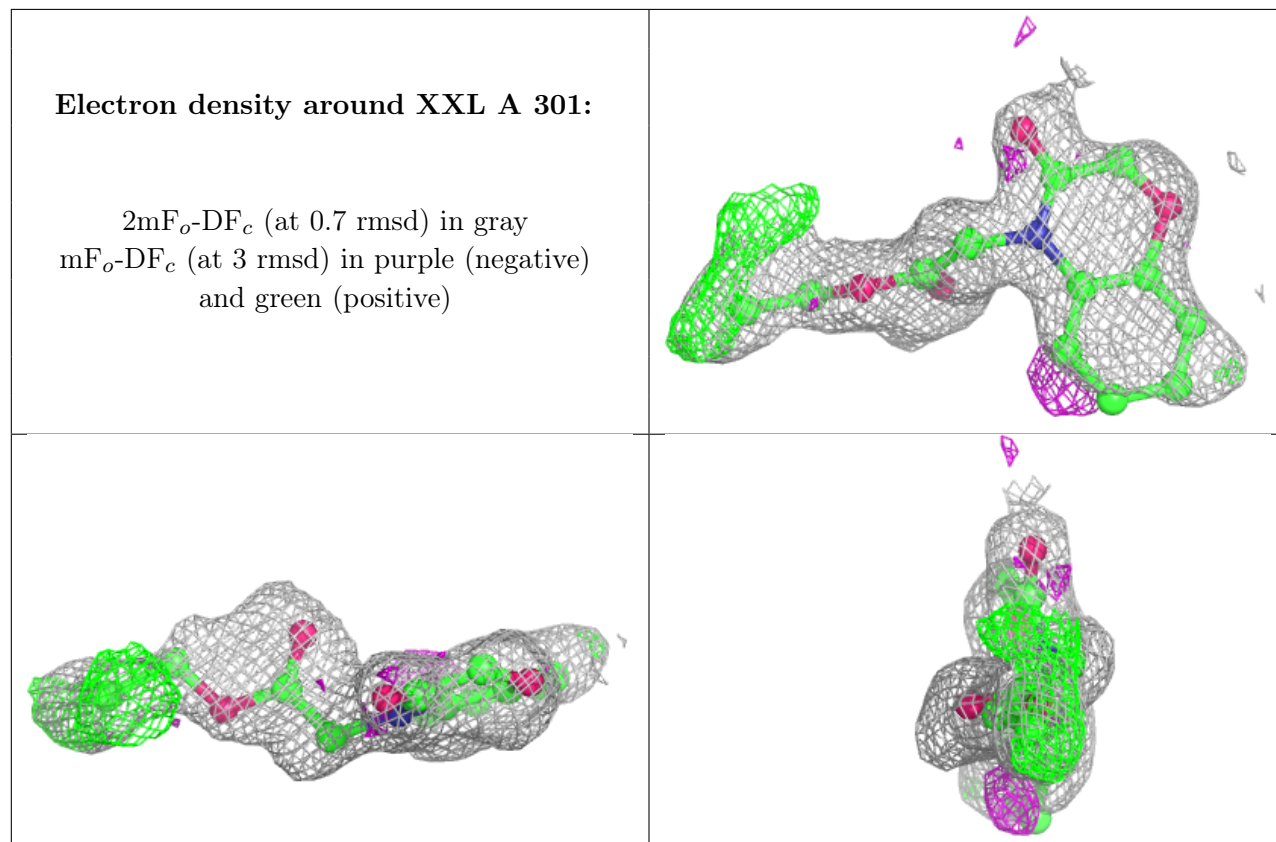 Electron density around XXL A 301:
2mFo-DFc (at 0.7 rmsd) in gray
mFo-DFc (at 3 rmsd) in purple (negative)
and green (positive)